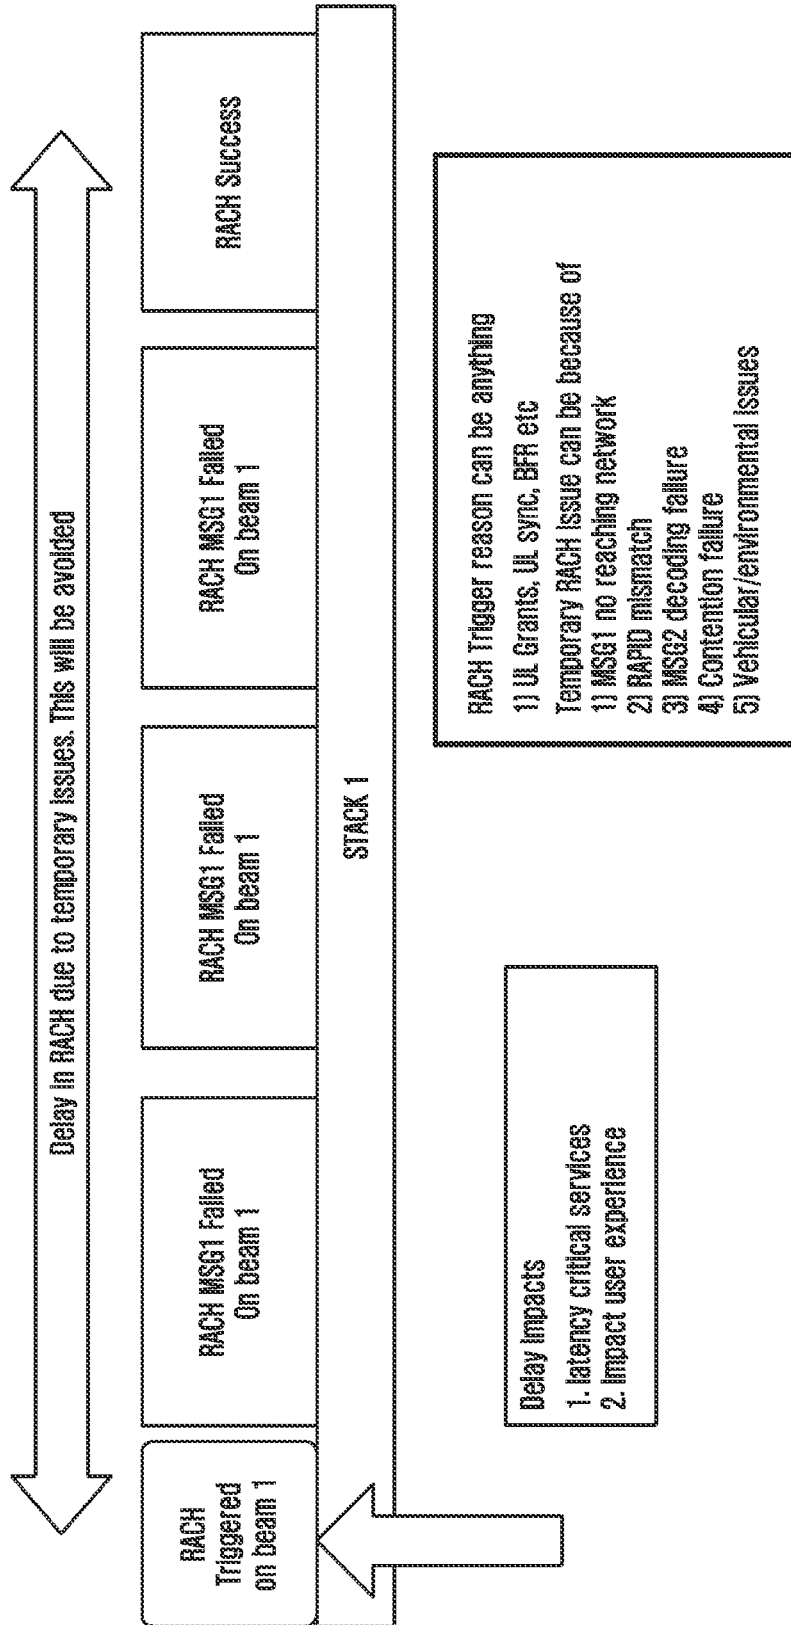 Delay in RACH due to temporary issues. This will be avoided
RACH
Triggered
on beam 1
RACH MSG1 Failed
On beam 1
RACH MSG1 Failed
On beam 1
RACH MSG1 Failed
On beam 1
RACH Success
STACK 1
Delay Impacts
1. latency critical services
2. Impact user experience
RACH Trigger reason can be anything
1) UL Grants, UL sync, BFR etc
Temporary RACH issue can be because of
1) MSG1 no reaching network
2) RAPID mismatch
3) MSG2 decoding failure
4) Contention failure
5) Vehicular/environmental issues